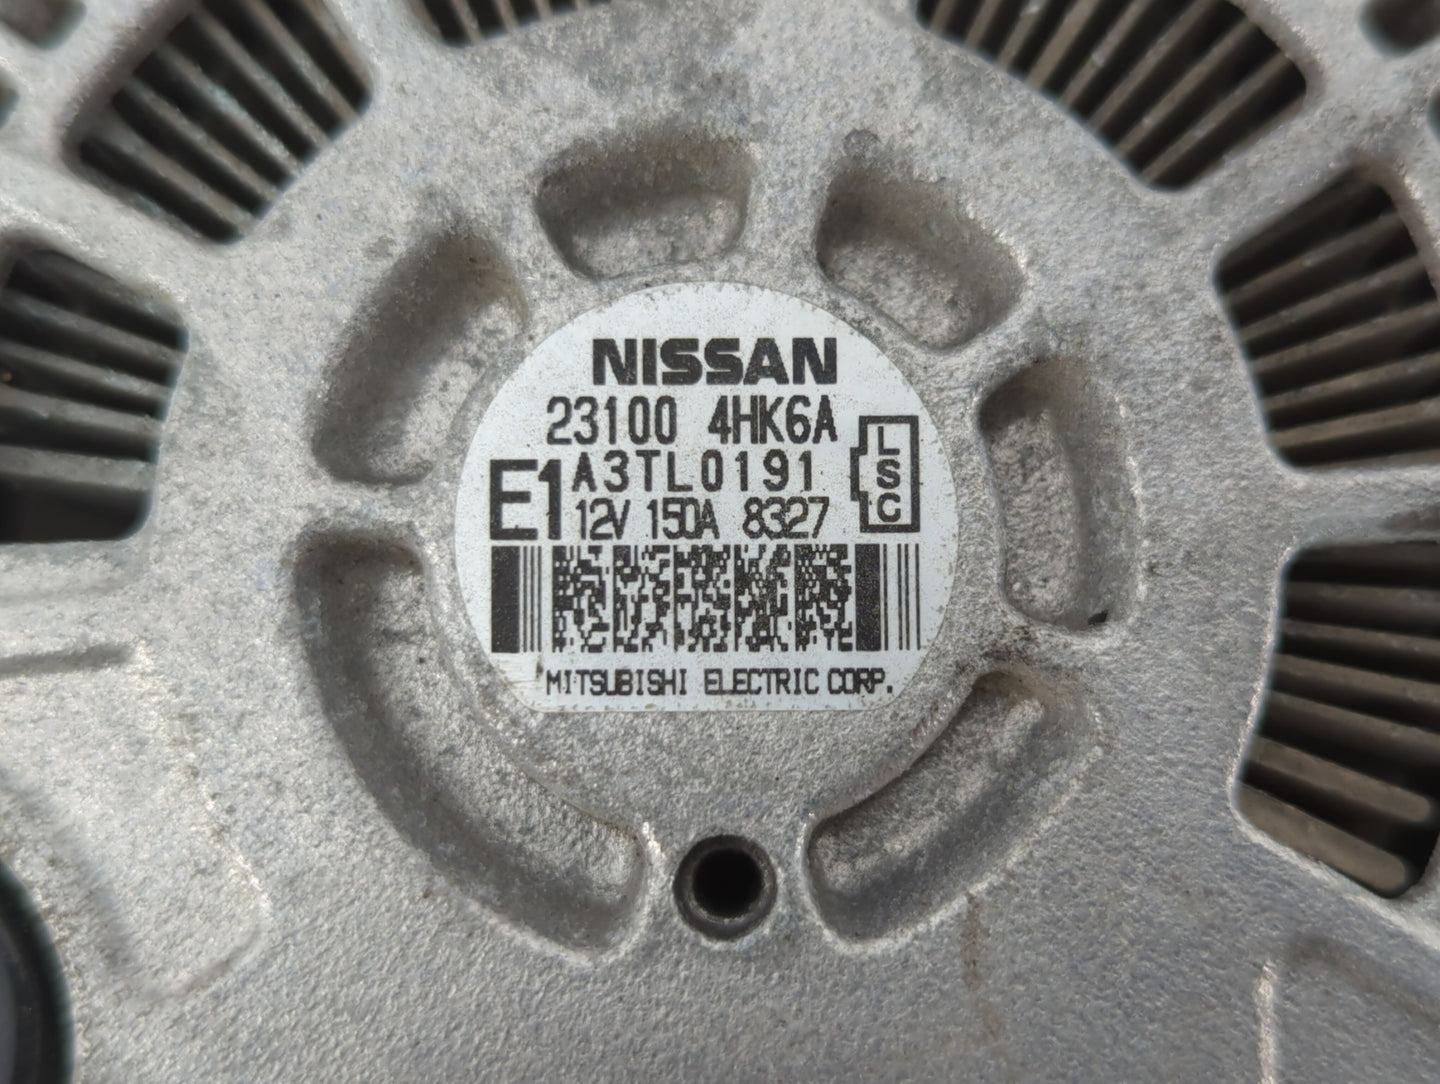 NISSAN
23100 4HK6A
E1 A3TL0191
12V 150A 8327
L
S
C
MITSUBISHI ELECTRIC CORP.